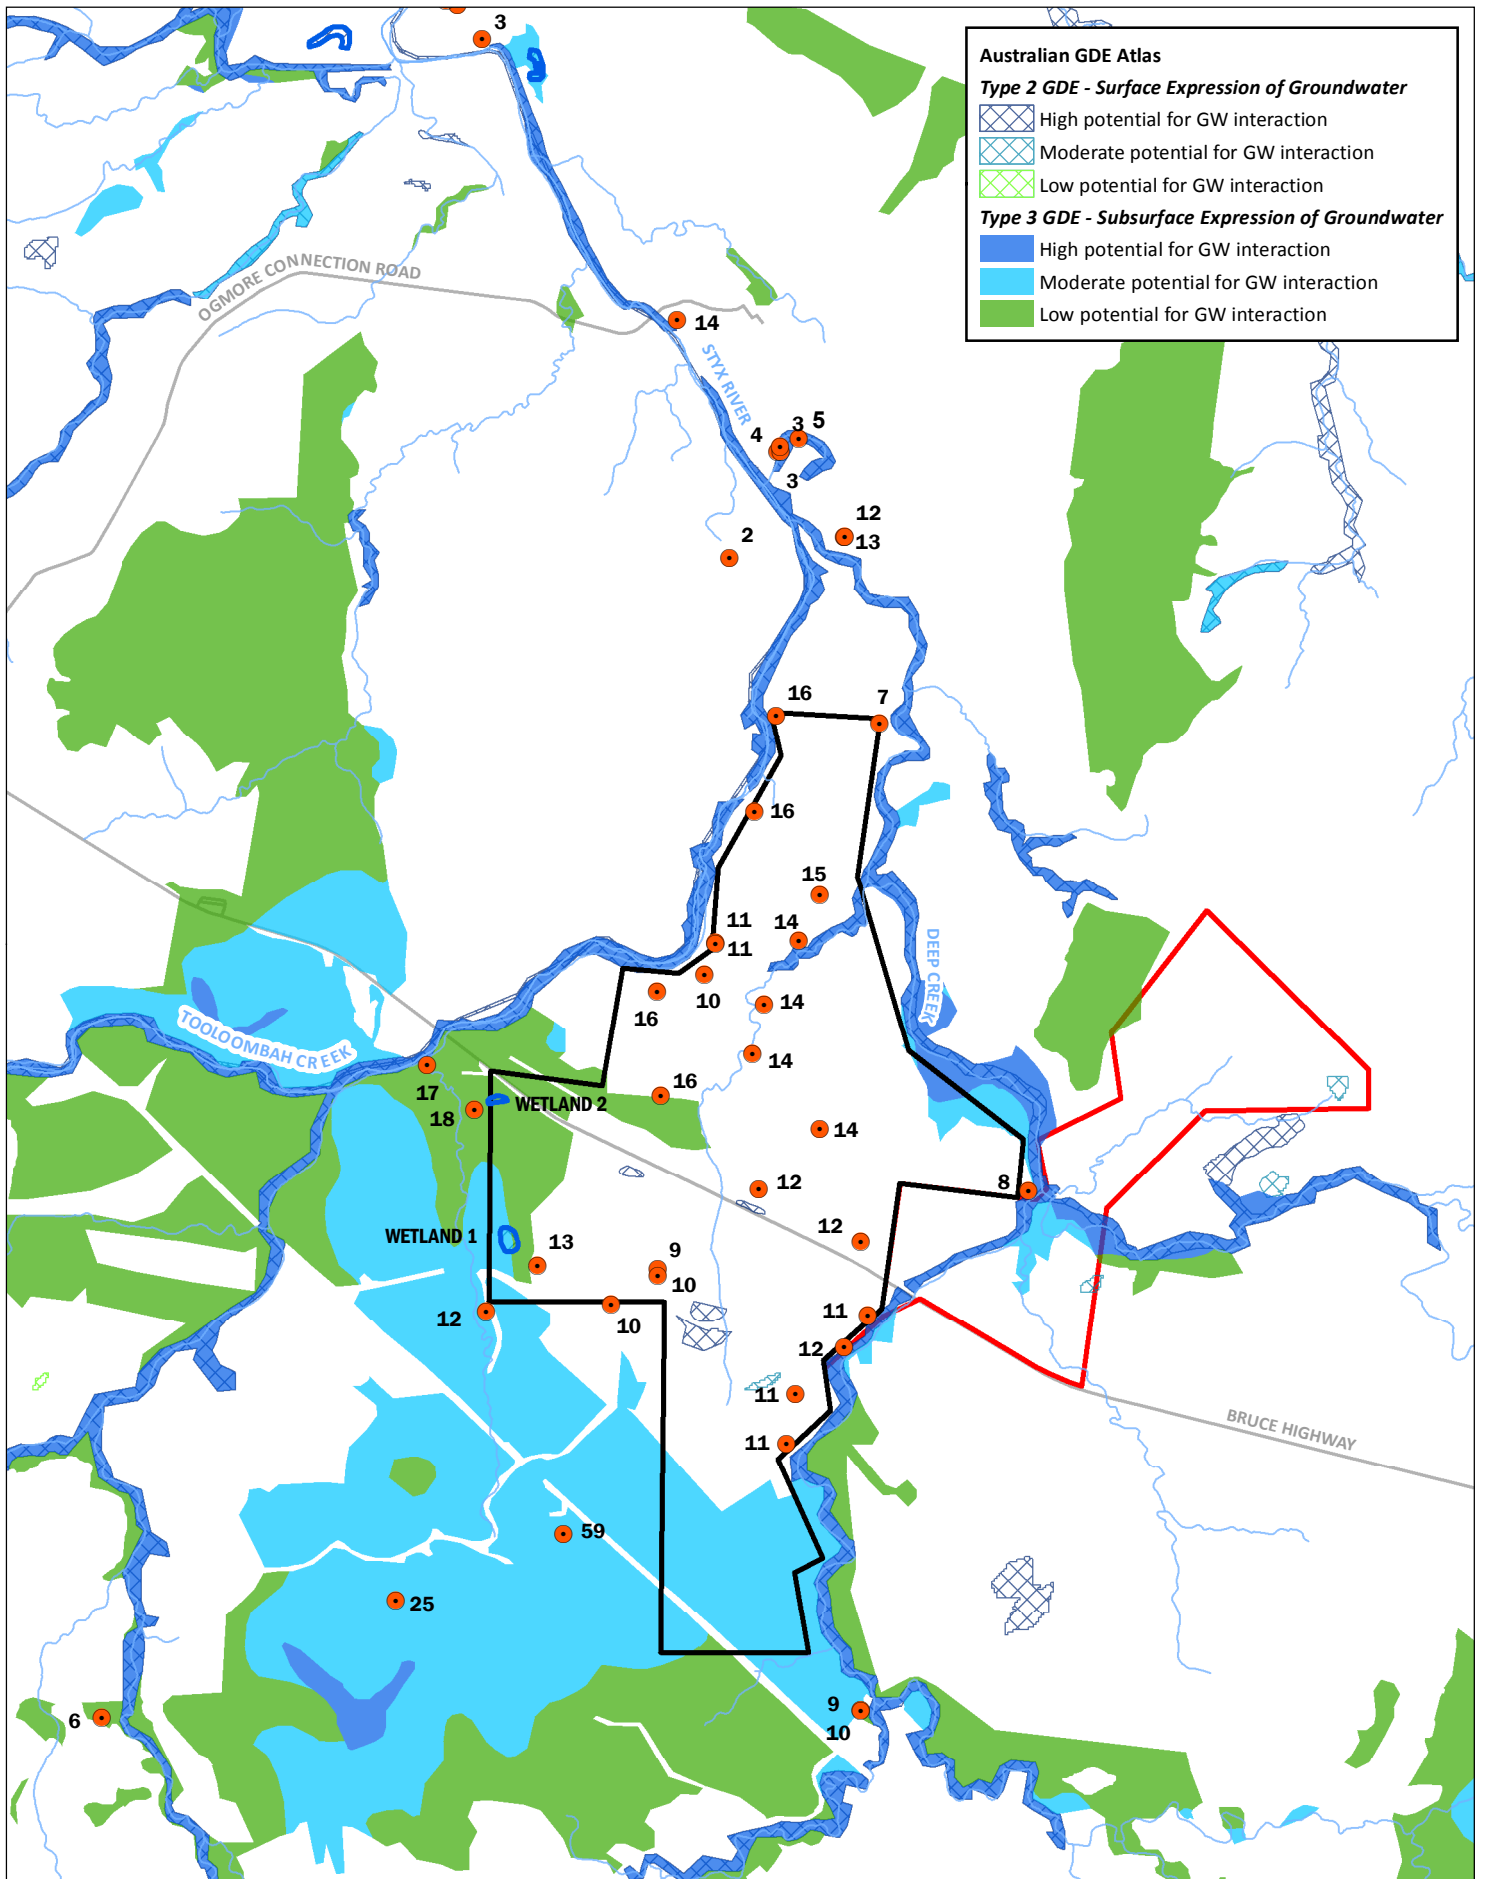 Australian GDE Atlas
Type 2 GDE - Surface Expression of Groundwater
High potential for GW interaction
Moderate potential for GW interaction
Low potential for GW interaction
Type 3 GDE - Subsurface Expression of Groundwater
High potential for GW interaction
Moderate potential for GW interaction
Low potential for GW interaction
3
OGMORE CONNECTION ROAD
14
STYX RIVER
4
3
5
3
12
13
2
16
7
16
15
11
11
14
DEEP CREEK
10
16
14
TOOLOOMBAH CREEK
14
17
18
WETLAND 2
16
14
12
8
WETLAND 1
12
13
9
10
12
10
11
12
11
11
BRUCE HIGHWAY
59
25
6
9
10